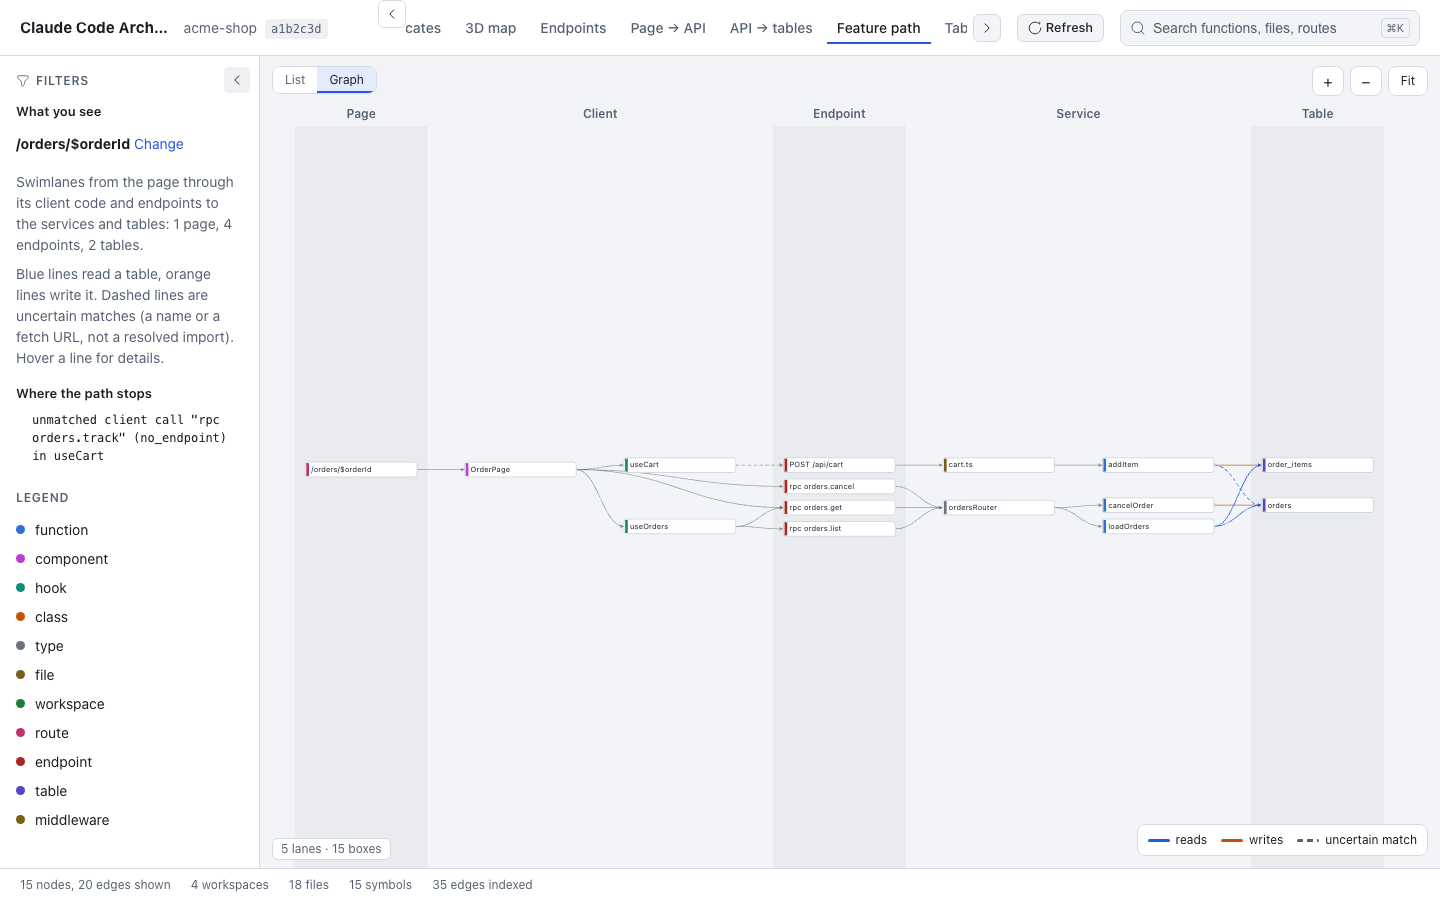 Claude Code Arch...
acme-shop
a1b2c3d
cates
3D map
Endpoints
Page → API
API → tables
Feature path
Tab
Refresh
Search functions, files, routes
⌘K
FILTERS
What you see
/orders/$orderId Change
Swimlanes from the page through
its client code and endpoints to
the services and tables: 1 page, 4
endpoints, 2 tables.
Blue lines read a table, orange
lines write it. Dashed lines are
uncertain matches (a name or a
fetch URL, not a resolved import).
Hover a line for details.
Where the path stops
unmatched client call "rpc
orders.track" (no_endpoint)
in useCart
LEGEND
function
component
hook
class
type
file
workspace
route
endpoint
table
middleware
List
Graph
+
−
Fit
Page
Client
Endpoint
Service
Table
/orders/$orderId
OrderPage
useCart
useOrders
POST /api/cart
rpc orders.cancel
rpc orders.get
rpc orders.list
cart.ts
ordersRouter
addItem
cancelOrder
loadOrders
order_items
orders
5 lanes · 15 boxes
reads
writes
uncertain match
15 nodes, 20 edges shown
4 workspaces
18 files
15 symbols
35 edges indexed